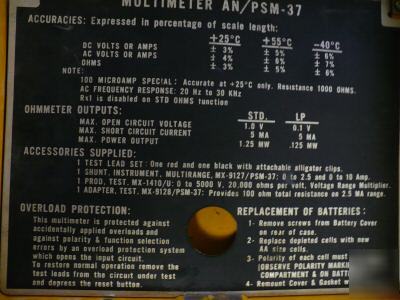 MULTIMETER AN/PSM-37
ACCURACIES: Expressed in percentage of scale length:
+25°C +55°C -40°C
DC VOLTS OR AMPS ± 3% ± 5% ± 6%
AC VOLTS OR AMPS ± 4% ± 6% ± 7%
OHMS ± 3% ± 5% ± 6%
NOTE:
100 MICROAMP SPECIAL: Accurate at +25°C only. Resistance 1000 OHMS.
AC FREQUENCY RESPONSE: 20 Hz to 30 KHz
Rx1 is disabled on STD OHMS function
OHMMETER OUTPUTS: STD. LP
MAX. OPEN CIRCUIT VOLTAGE 1.0 V 0.1 V
MAX. SHORT CIRCUIT CURRENT 5 MA 5 MA
MAX. POWER OUTPUT 1.25 MW .125 MW
ACCESSORIES SUPPLIED:
1 TEST LEAD SET: One red and one black with attachable alligator clips.
1 SHUNT, INSTRUMENT, MULTIRANGE, MX-9127/PSM-37: 0 to 2.5 and 0 to 10 Amp.
1 PROD, TEST, MX-1410/U: 0 to 5000 V, 20,000 ohms per volt, Voltage Range Multiplier.
1 ADAPTER, TEST, MX-9128/PSM-37: Provides 100 ohm total resistance on 2.5 MA range.
OVERLOAD PROTECTION:
This multimeter is protected against
accidentally applied overloads and
against polarity & function selection
errors by an overload protection system
which opens the input circuit.
To restore normal operation remove the
test leads from the circuit under test
and depress the reset button.
REPLACEMENT OF BATTERIES:
1- Remove screws from Battery Cover
on rear of case.
2- Replace depleted cells with new
AA size cells.
3- Polarity of each cell must
(OBSERVE POLARITY
COMPARTMENT & ON
4- Remount Cover & Gasket